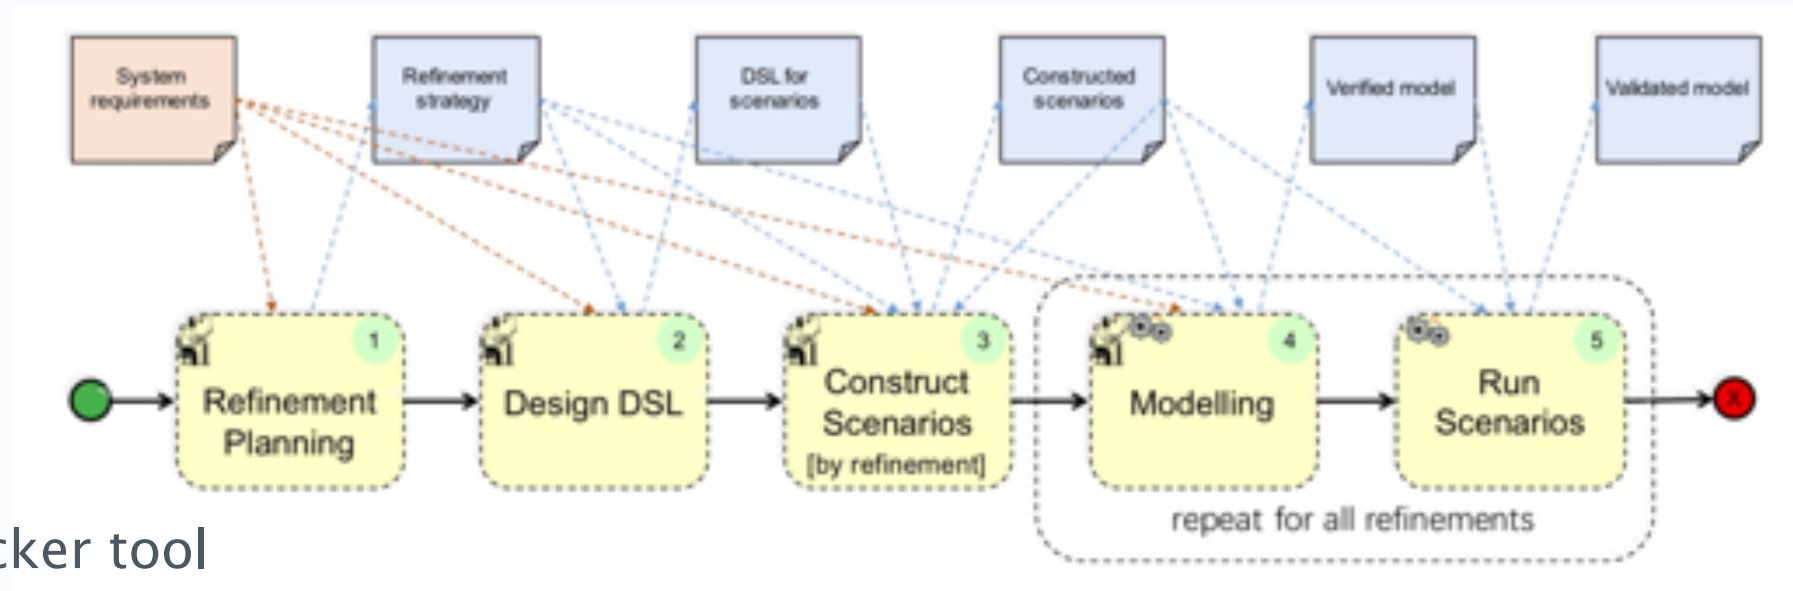 System
requirements
Refinement
strategy
DSL for
scenarios
Constructed
scenarios
Verified model
Validated model
1
Refinement
Planning
2
Design DSL
3
Construct
Scenarios
[by refinement]
4
Modelling
5
Run
Scenarios
X
repeat for all refinements
cker tool